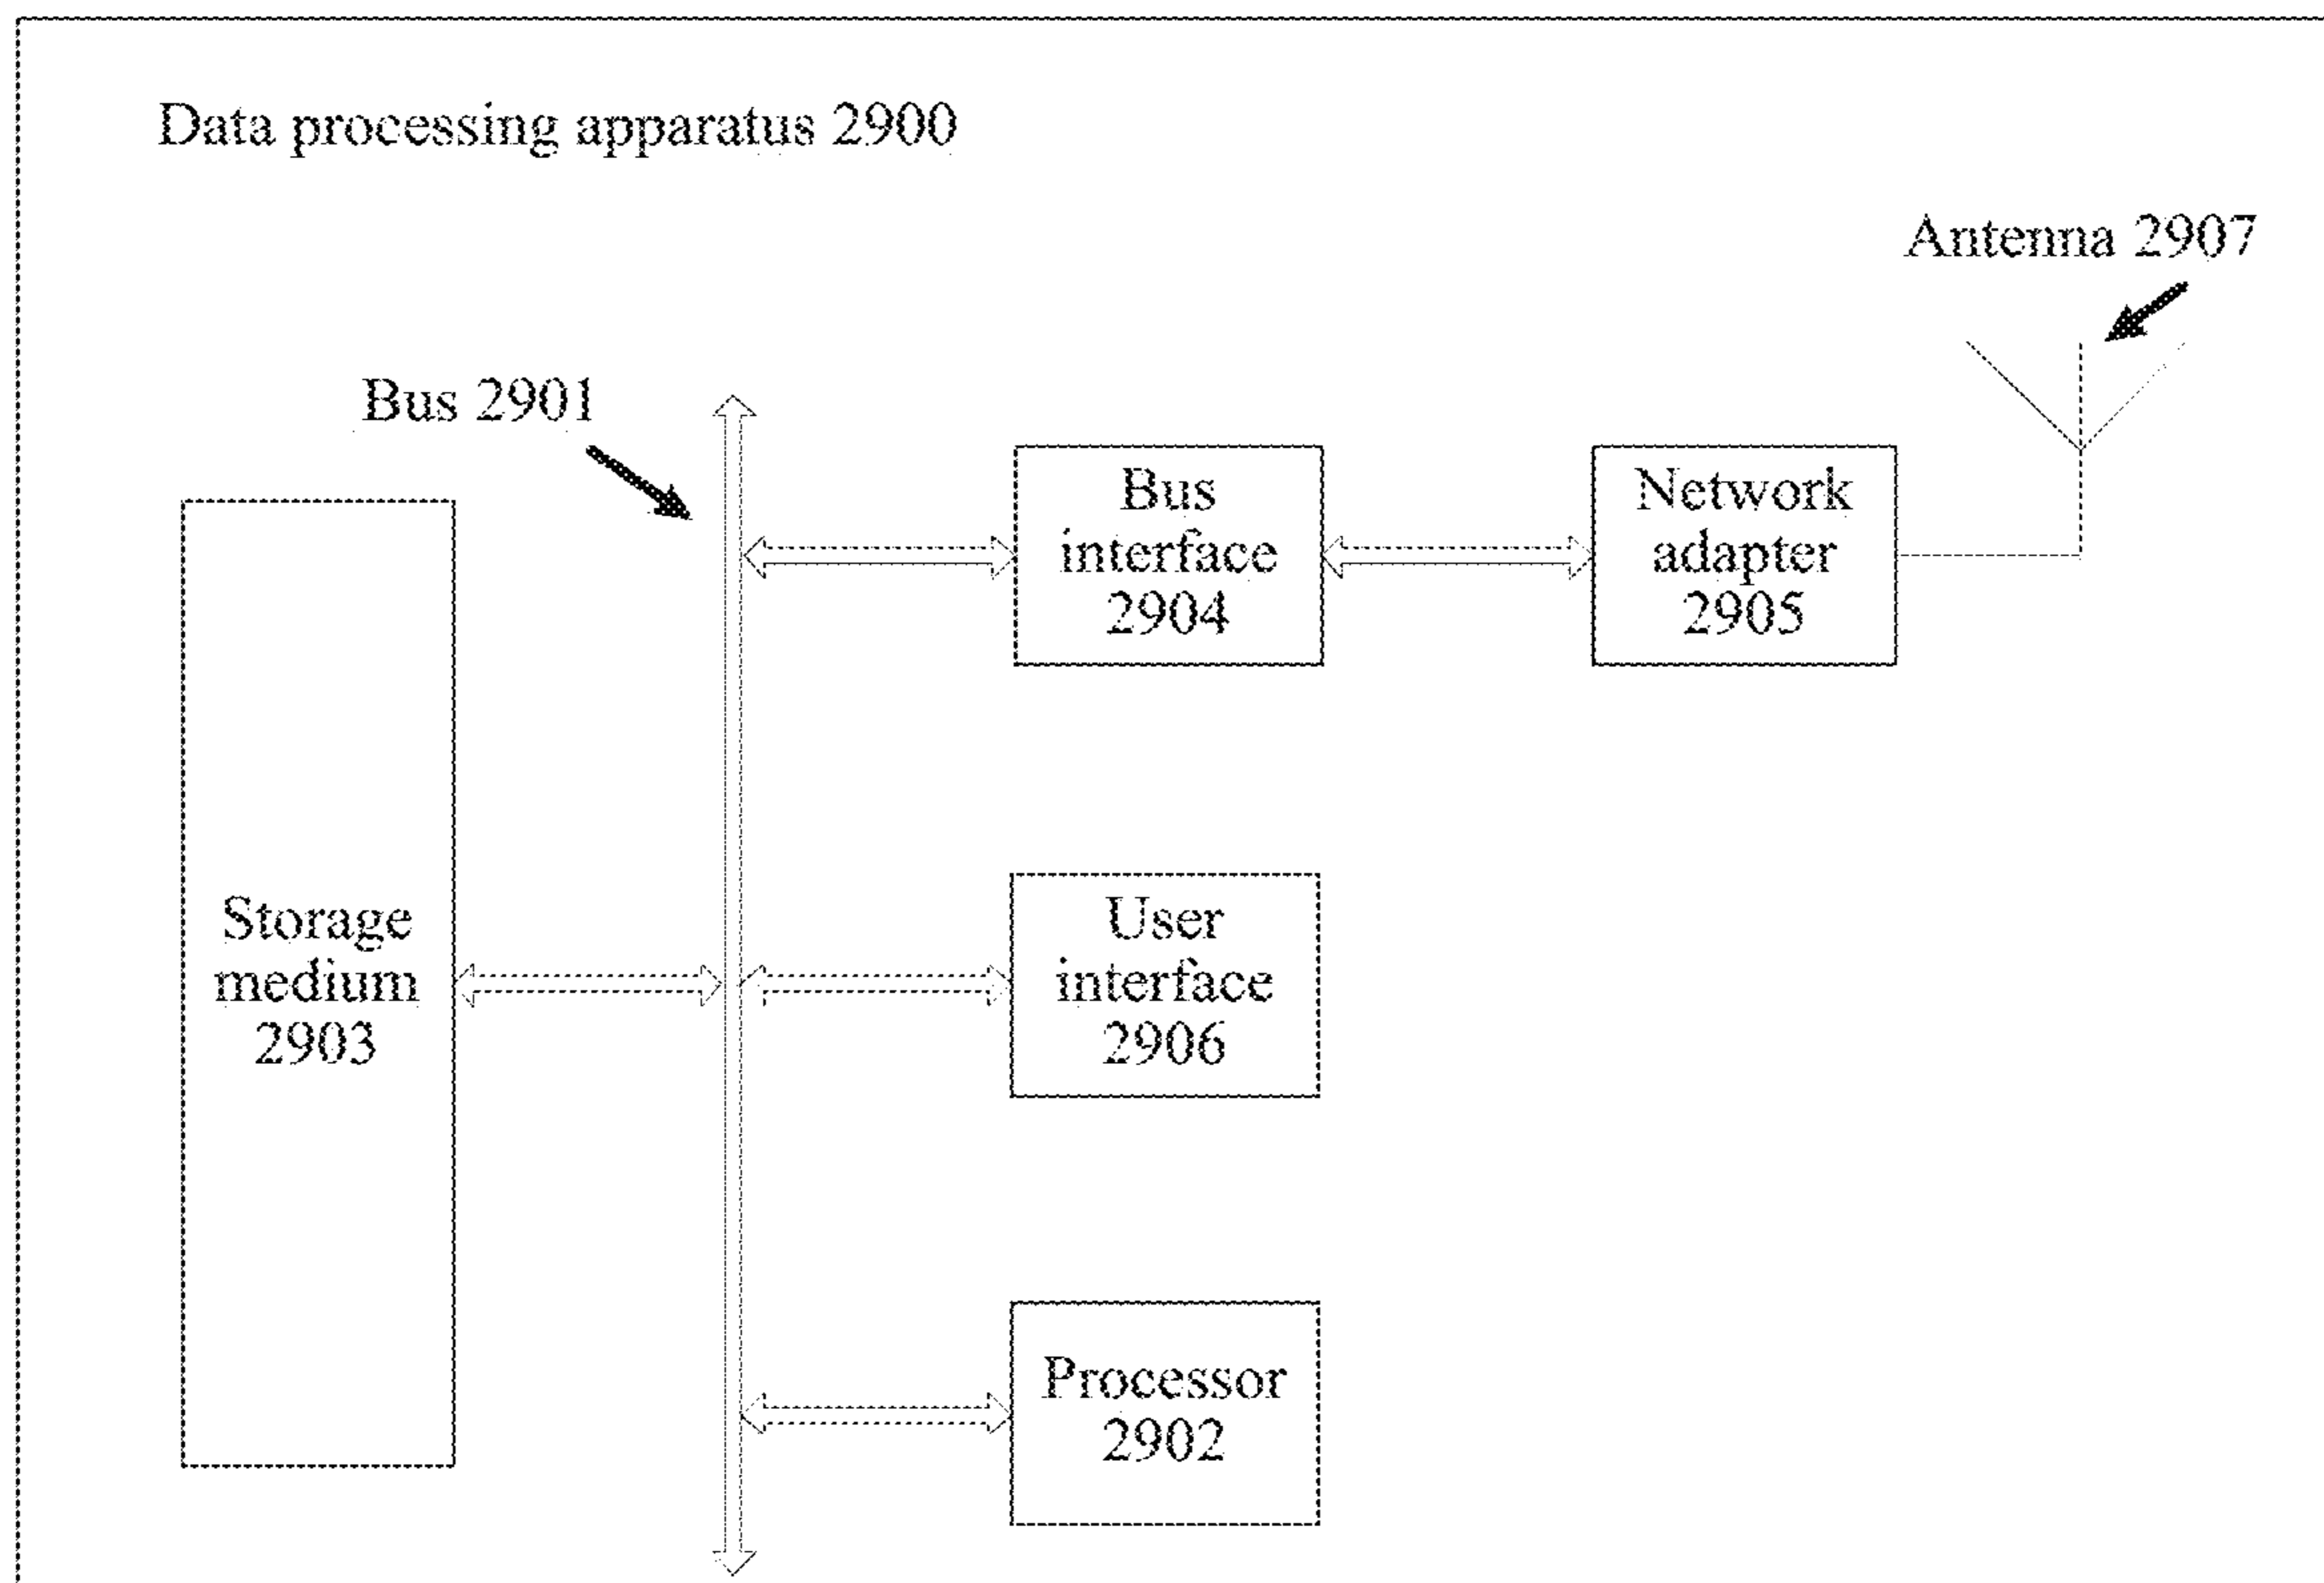 Data processing apparatus 2900
Antenna 2907
Bus 2901
Bus
interface
2904
Network
adapter
2905
Storage
medium
2903
User
interface
2906
Processor
2902